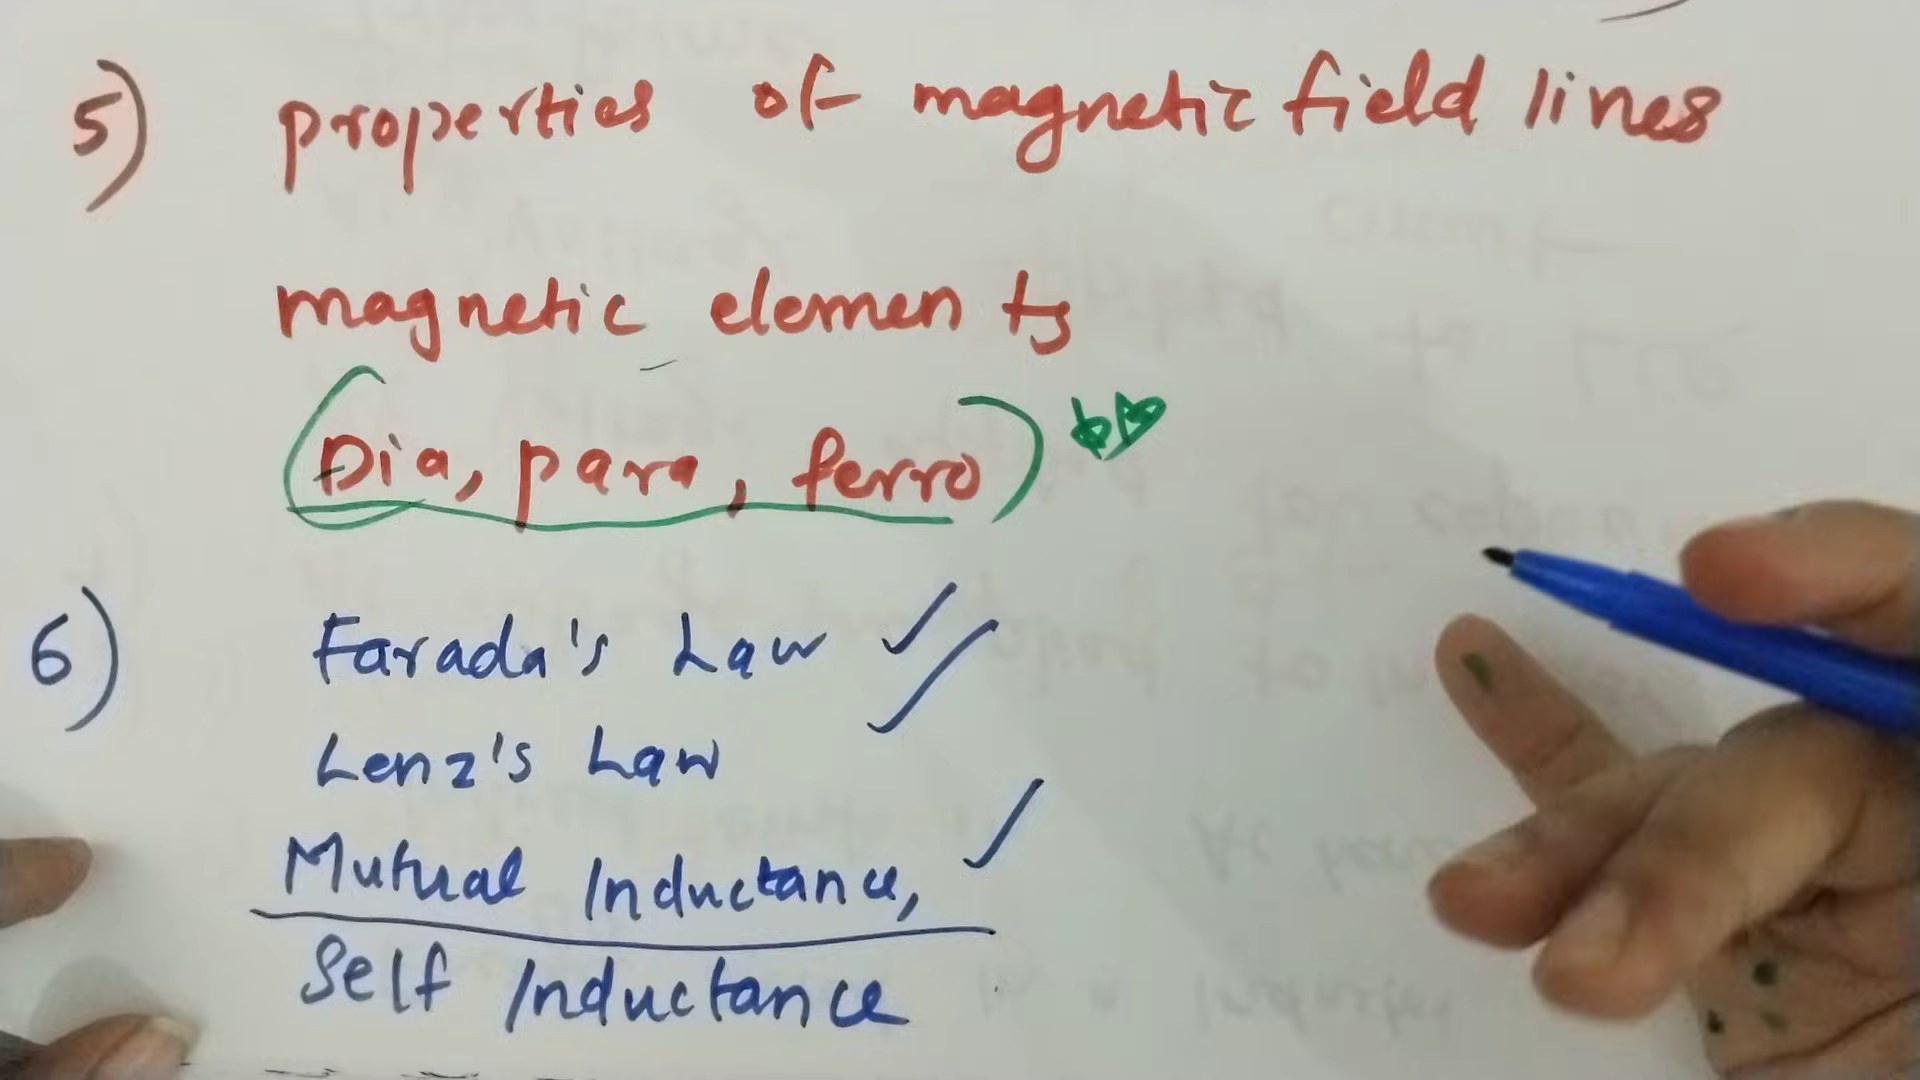 5) properties of magnetic field lines
magnetic elements
(Dia, para, ferro)
6) Farada's Law
Lenz's Law
Mutual Inductance,
Self Inductance